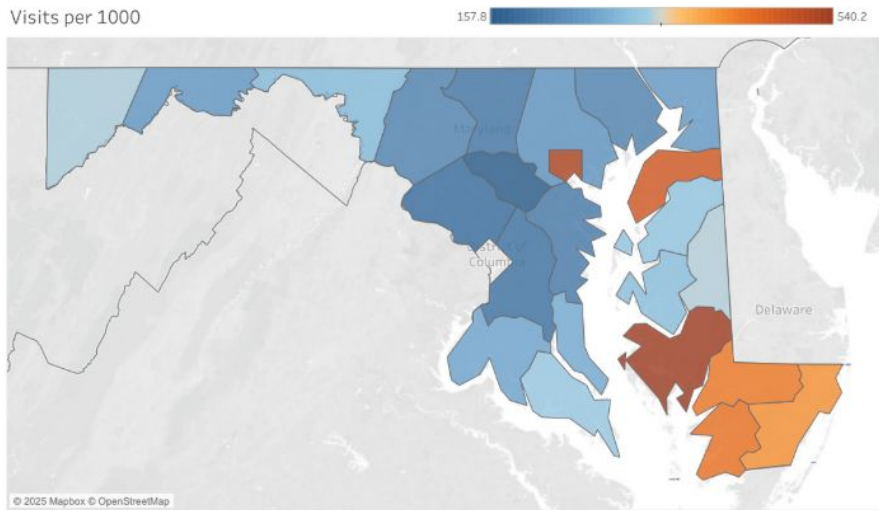 Visits per 1000
157.8
540.2
Maryland
District of
Columbia
Delaware
© 2025 Mapbox © OpenStreetMap